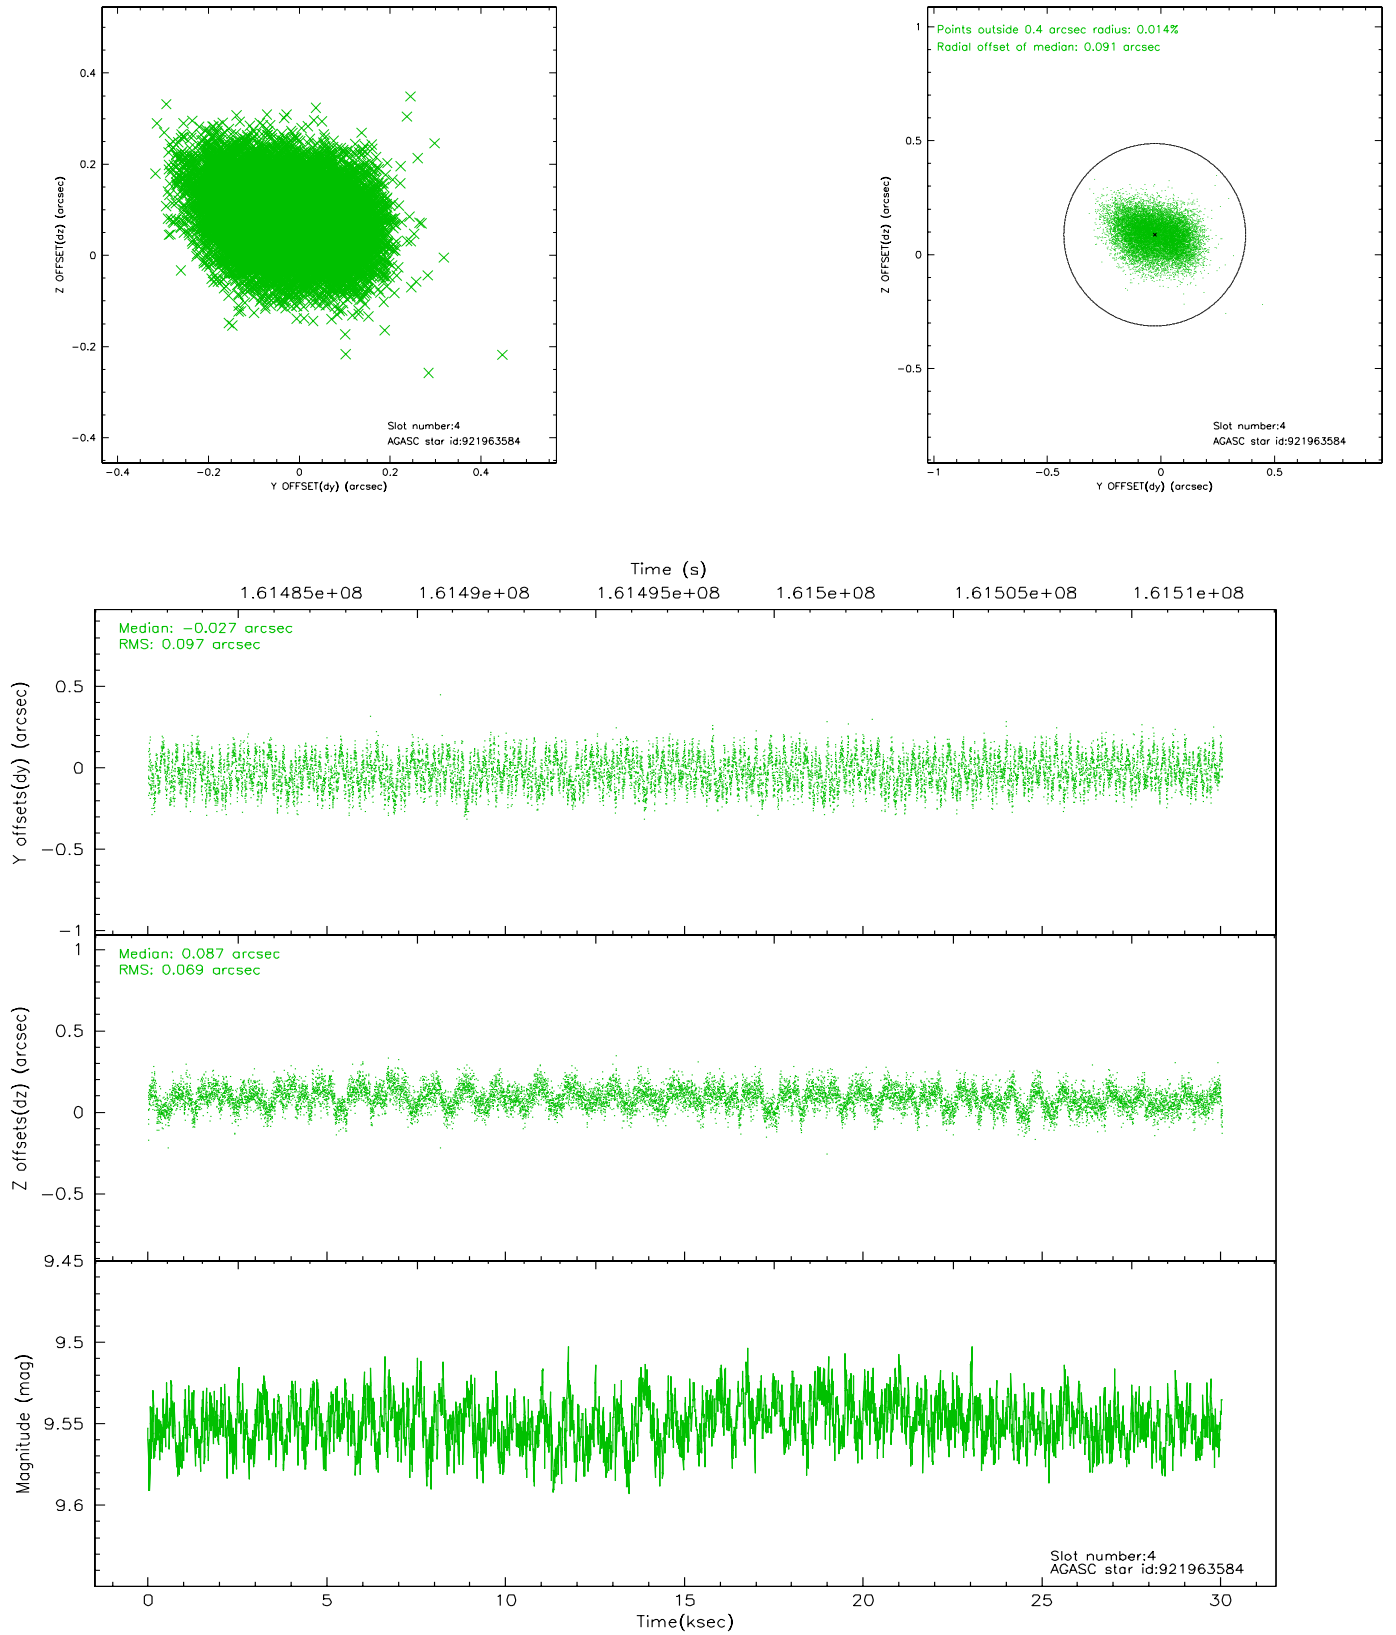 0.4
0.2
0
-0.2
-0.4
Z OFFSET(dz) (arcsec)
Slot number:4
AGASC star id:921963584
-0.4 -0.2 0 0.2 0.4
Y OFFSET(dy) (arcsec)
Points outside 0.4 arcsec radius: 0.014%
Radial offset of median: 0.091 arcsec
1
0.5
0
-0.5
Z OFFSET(dz) (arcsec)
Slot number:4
AGASC star id:921963584
-1 -0.5 0 0.5
Y OFFSET(dy) (arcsec)
Time (s)
1.61485e+08 1.6149e+08 1.61495e+08 1.615e+08 1.61505e+08 1.6151e+08
Median: -0.027 arcsec
RMS: 0.097 arcsec
0.5
0
-0.5
-1
Y offsets(dy) (arcsec)
Median: 0.087 arcsec
RMS: 0.069 arcsec
1
0.5
0
-0.5
Z offsets(dz) (arcsec)
9.45
9.5
9.55
9.6
Magnitude (mag)
Slot number:4
AGASC star id:921963584
0 5 10 15 20 25 30
Time(ksec)